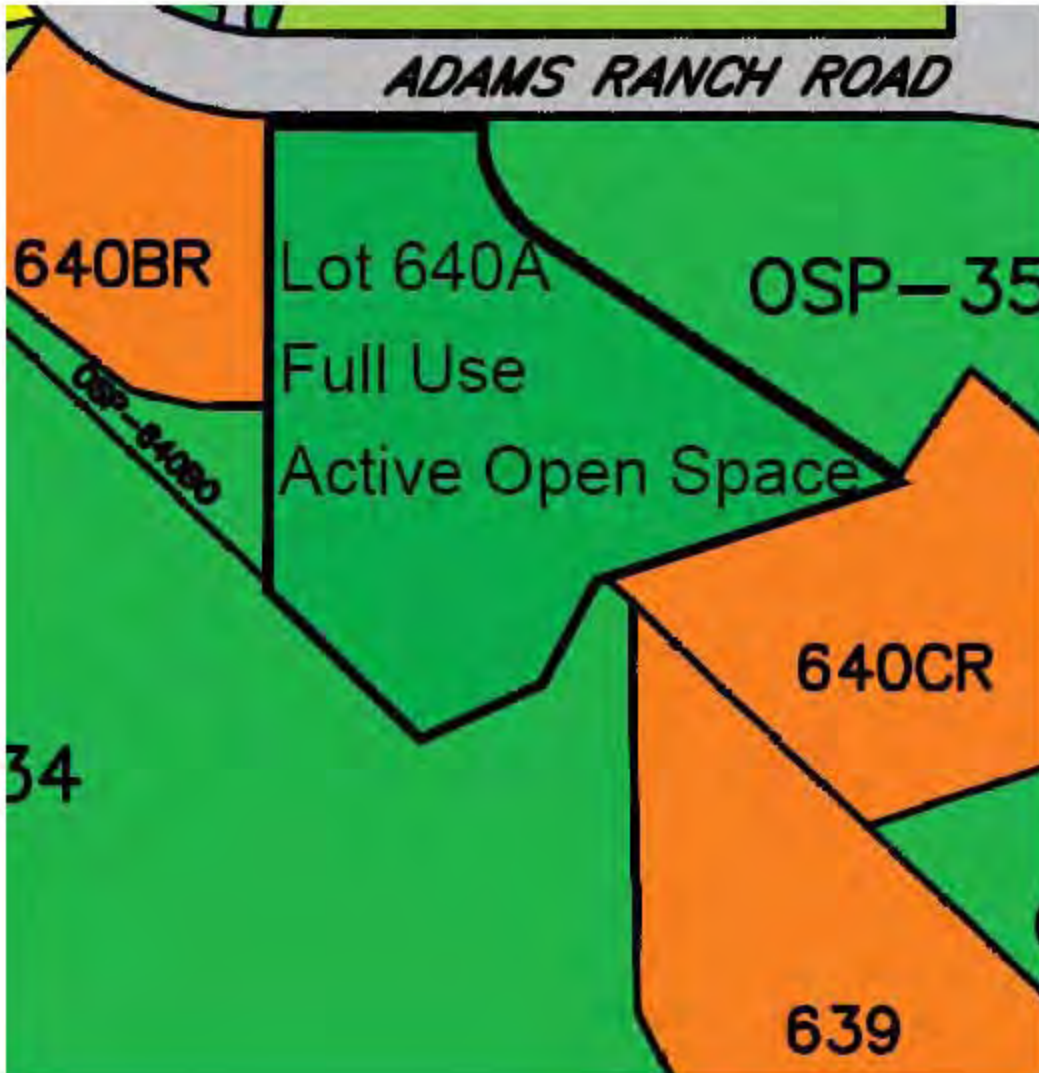 ADAMS RANCH ROAD
640BR
Lot 640A
OSP-35
Full Use
OSP-640BO
Active Open Space
640CR
34
639